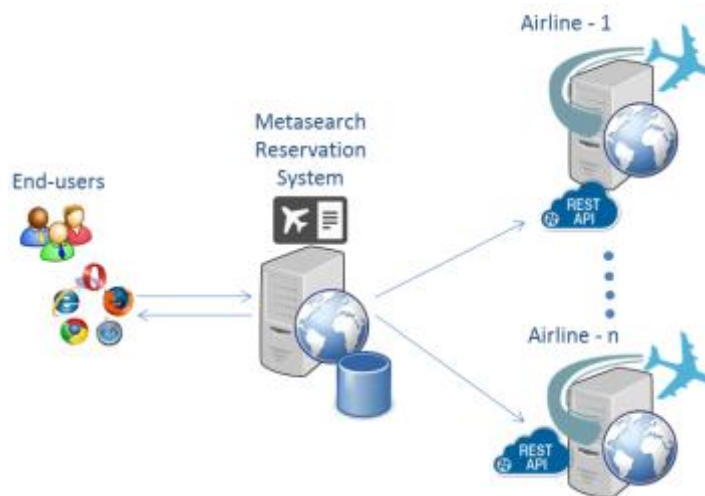 Airline - 1
Metasearch
Reservation
System
End-users
REST
API
Airline - n
REST
API